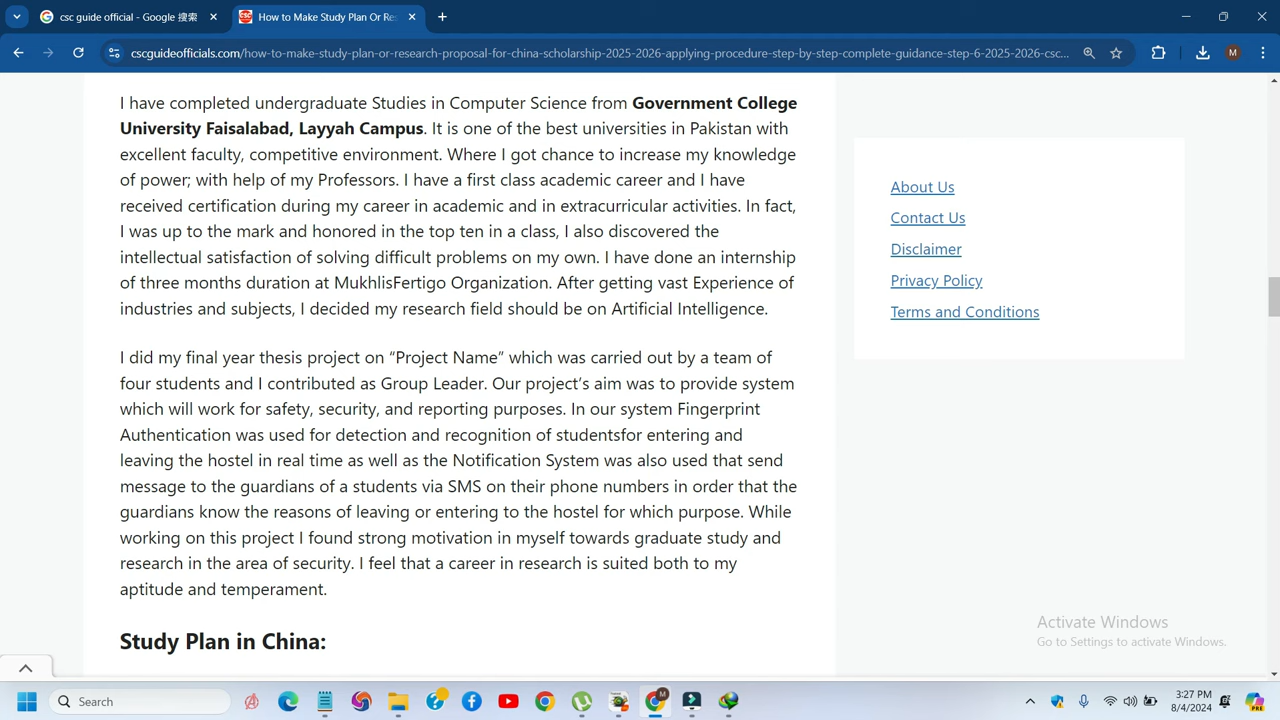 csc guide official - Google 搜索
How to Make Study Plan Or Res
cscguideofficials.com/how-to-make-study-plan-or-research-proposal-for-china-scholarship-2025-2026-applying-procedure-step-by-step-complete-guidance-step-6-2025-2026-csc...
M
I have completed undergraduate Studies in Computer Science from Government College
University Faisalabad, Layyah Campus. It is one of the best universities in Pakistan with
excellent faculty, competitive environment. Where I got chance to increase my knowledge
of power; with help of my Professors. I have a first class academic career and I have
received certification during my career in academic and in extracurricular activities. In fact,
I was up to the mark and honored in the top ten in a class, I also discovered the
intellectual satisfaction of solving difficult problems on my own. I have done an internship
of three months duration at MukhlisFertigo Organization. After getting vast Experience of
industries and subjects, I decided my research field should be on Artificial Intelligence.
I did my final year thesis project on “Project Name” which was carried out by a team of
four students and I contributed as Group Leader. Our project’s aim was to provide system
which will work for safety, security, and reporting purposes. In our system Fingerprint
Authentication was used for detection and recognition of studentsfor entering and
leaving the hostel in real time as well as the Notification System was also used that send
message to the guardians of a students via SMS on their phone numbers in order that the
guardians know the reasons of leaving or entering to the hostel for which purpose. While
working on this project I found strong motivation in myself towards graduate study and
research in the area of security. I feel that a career in research is suited both to my
aptitude and temperament.
Study Plan in China:
About Us
Contact Us
Disclaimer
Privacy Policy
Terms and Conditions
Activate Windows
Go to Settings to activate Windows.
Search
3:27 PM
8/4/2024